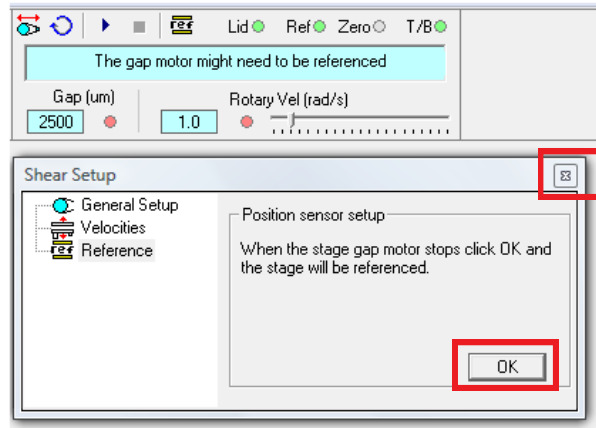 ref Lid Ref Zero T/B
The gap motor might need to be referenced
Gap (um) Rotary Vel (rad/s)
2500 1.0
Shear Setup
General Setup
Velocities
ref Reference
Position sensor setup
When the stage gap motor stops click OK and
the stage will be referenced.
OK